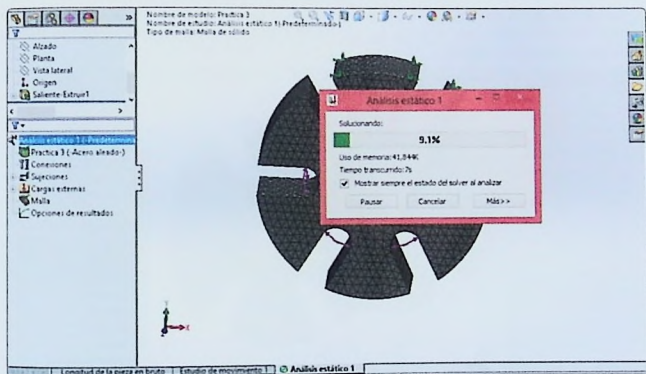 Nombre de modelo: Practica 3
Nombre de estudio: Análisis estático 1(-Predeterminado-)
Tipo de malla: Malla de sólido
Alzado
Planta
Vista lateral
Origen
Saliente-Extruir1
Análisis estático 1 (-Predetermina
Practica 3 (-Acero aleado-)
Conexiones
Sujeciones
Cargas externas
Malla
Opciones de resultados
Análisis estático 1
Solucionando:
9.1%
Uso de memoria:41,844K
Tiempo transcurrido:7s
Mostrar siempre el estado del solver al analizar
Pausar
Cancelar
Más>>
Y
X
Longitud de la pieza en bruto
Estudio de movimiento 1
Análisis estático 1